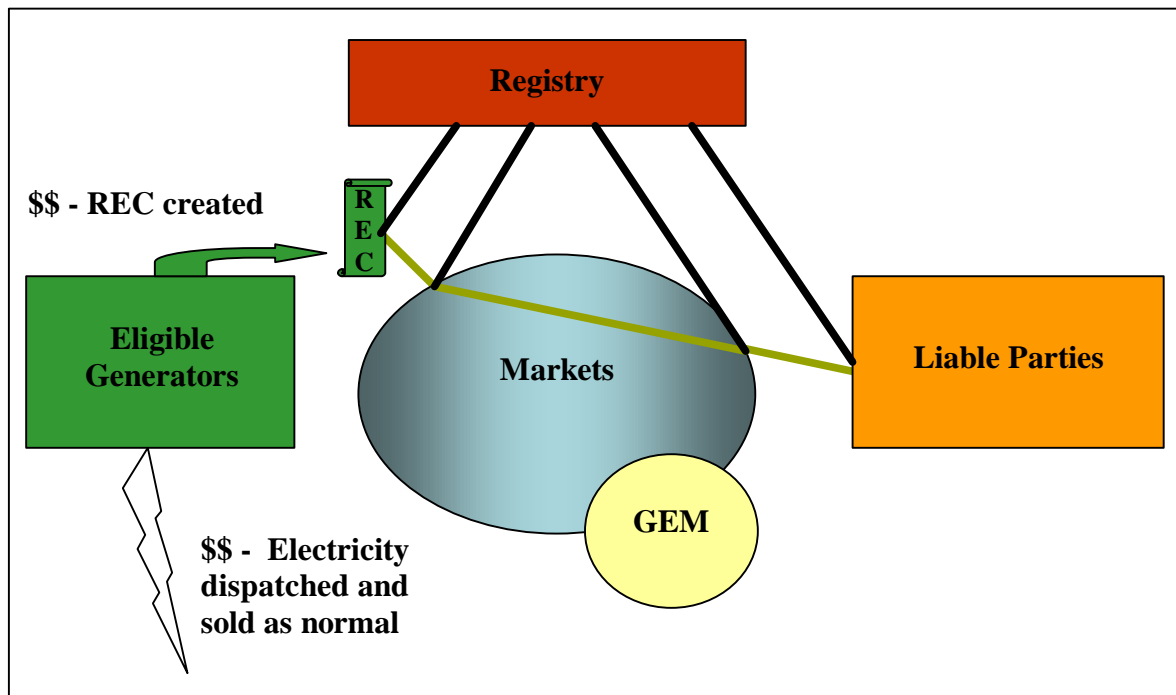 Registry
$$ - REC created
R
E
C
Eligible
Generators
Markets
Liable Parties
GEM
$$ -  Electricity
dispatched and
sold as normal